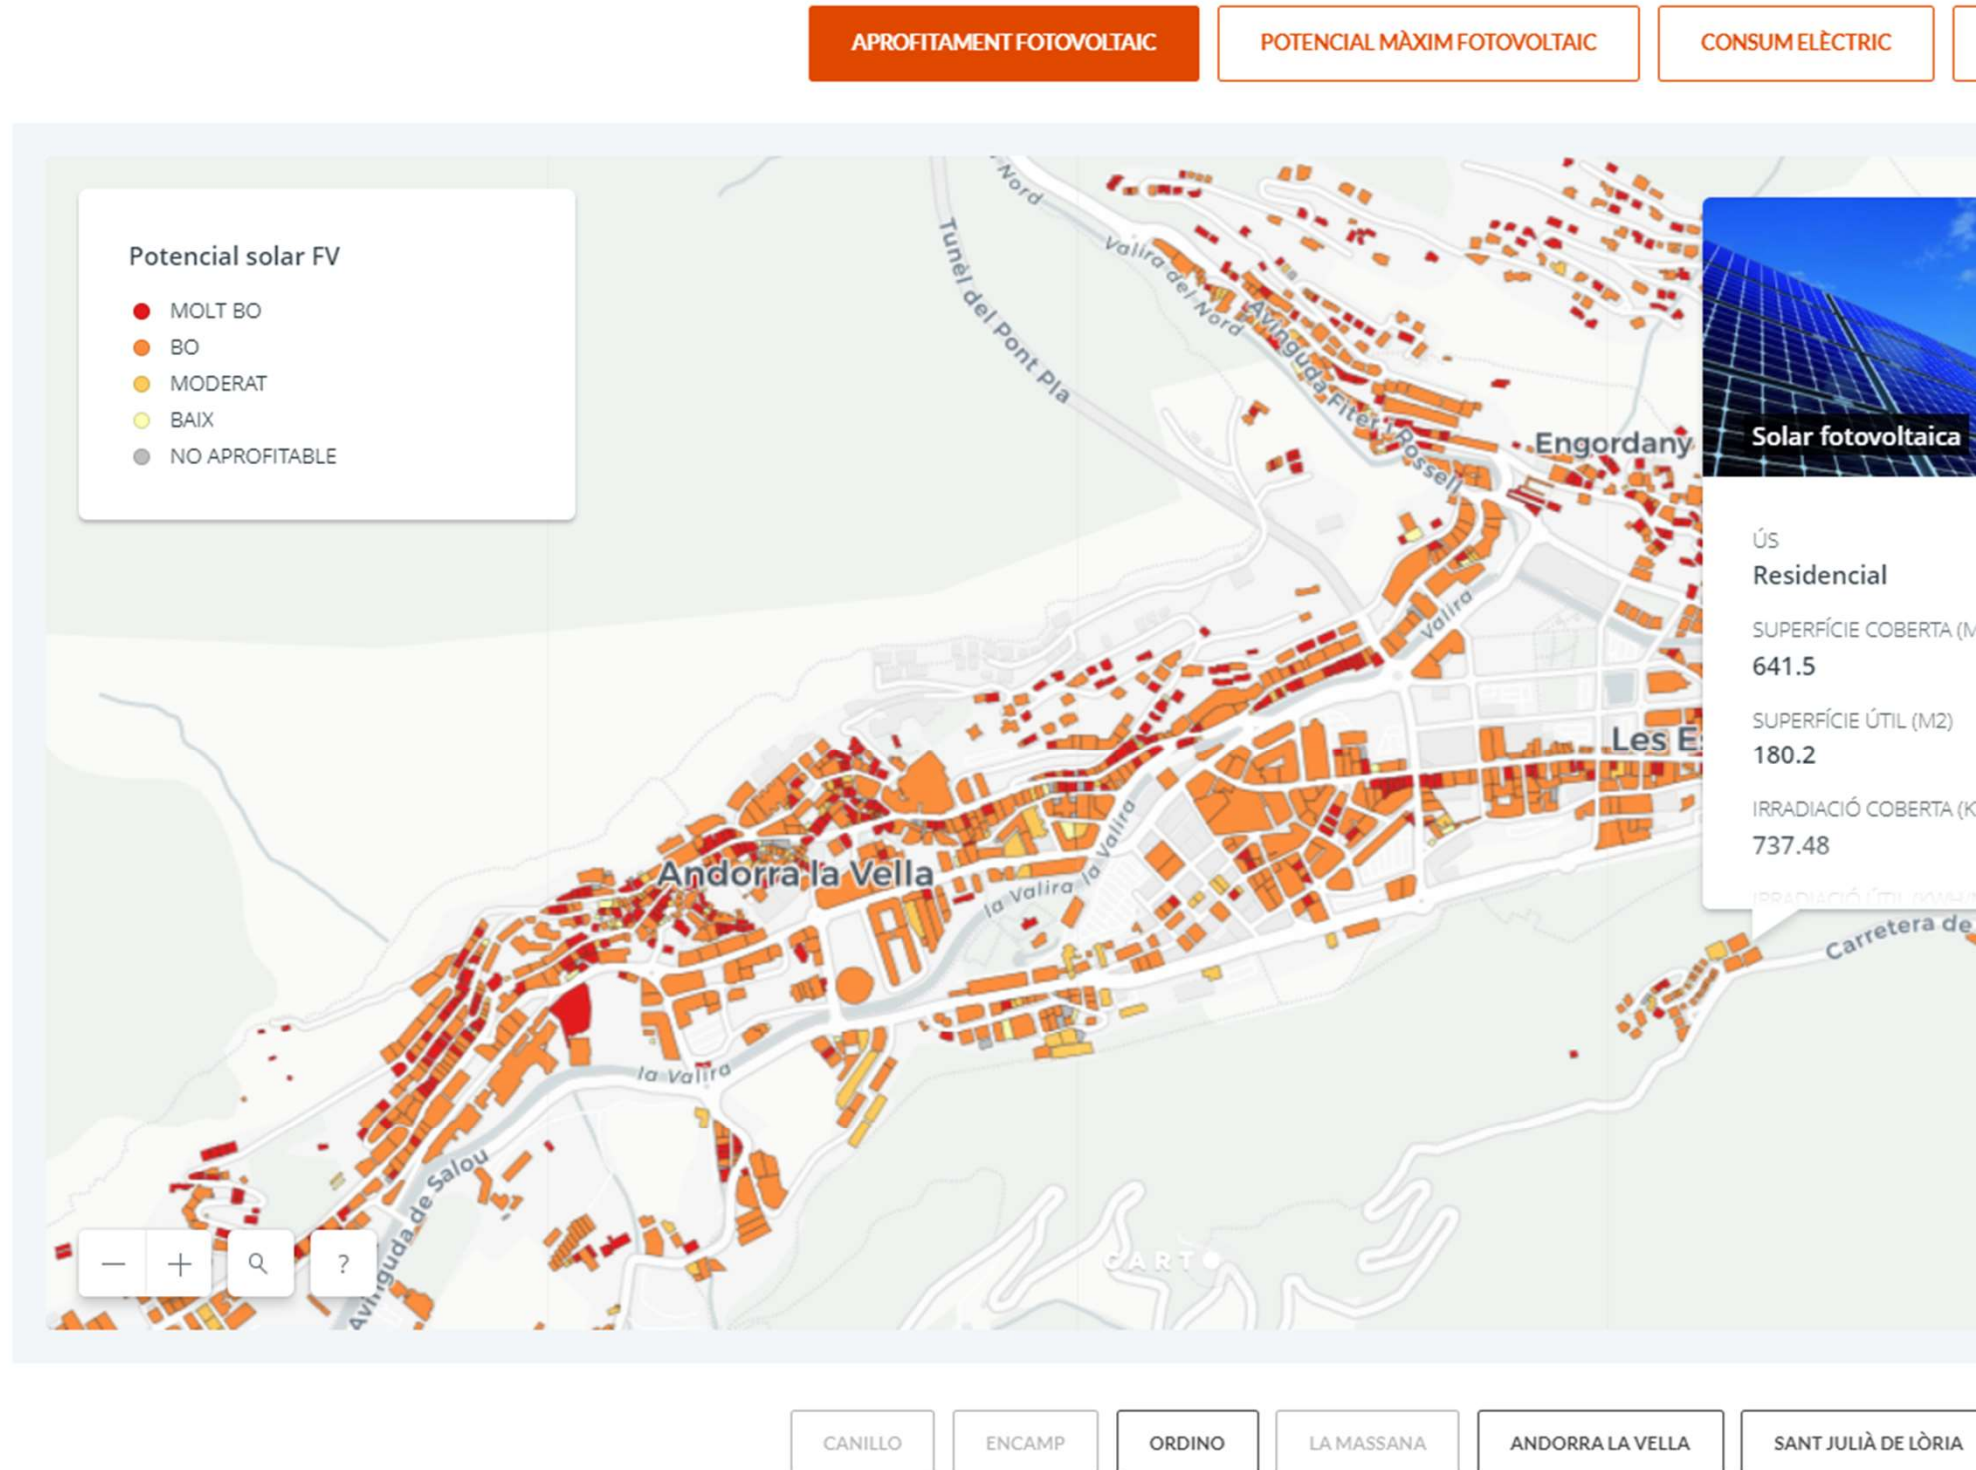 APROFITAMENT FOTOVOLTAIC
POTENCIAL MÀXIM FOTOVOLTAIC
CONSUM ELÈCTRIC
Potencial solar FV
MOLT BO
BO
MODERAT
BAIX
NO APROFITABLE
Nord
Valira del Nord
Túnel del Pont Pla
Avinguda Fiter i Rossell
Engordany
Valira
Les E
Andorra la Vella
la Valira
la Valira
la Valira
Avinguda de Salou
Carretera de
CARTO
Solar fotovoltaica
ÚS
Residencial
SUPERFÍCIE COBERTA (M
641.5
SUPERFÍCIE ÚTIL (M2)
180.2
IRRADIACIÓ COBERTA (K
737.48
IRRADIACIÓ ÚTIL (KWH/
?
CANILLO
ENCAMP
ORDINO
LA MASSANA
ANDORRA LA VELLA
SANT JULIÀ DE LÒRIA